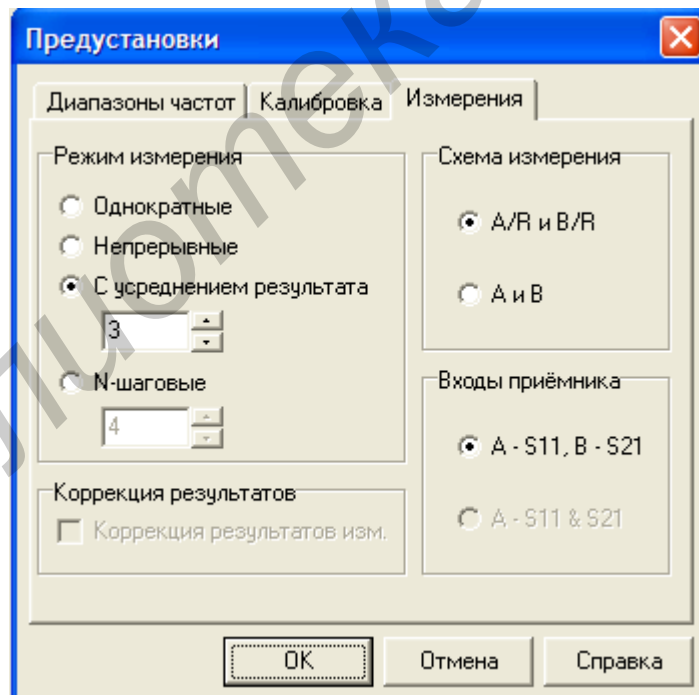 Предустановки
Диапазоны частот
Калибровка
Измерения
Режим измерения
Однократные
Непрерывные
С усреднением результата
3
N-шаговые
4
Коррекция результатов
Коррекция результатов изм.
Схема измерения
A/R и B/R
А и В
Входы приёмника
A - S11, B - S21
A - S11 & S21
OK
Отмена
Справка